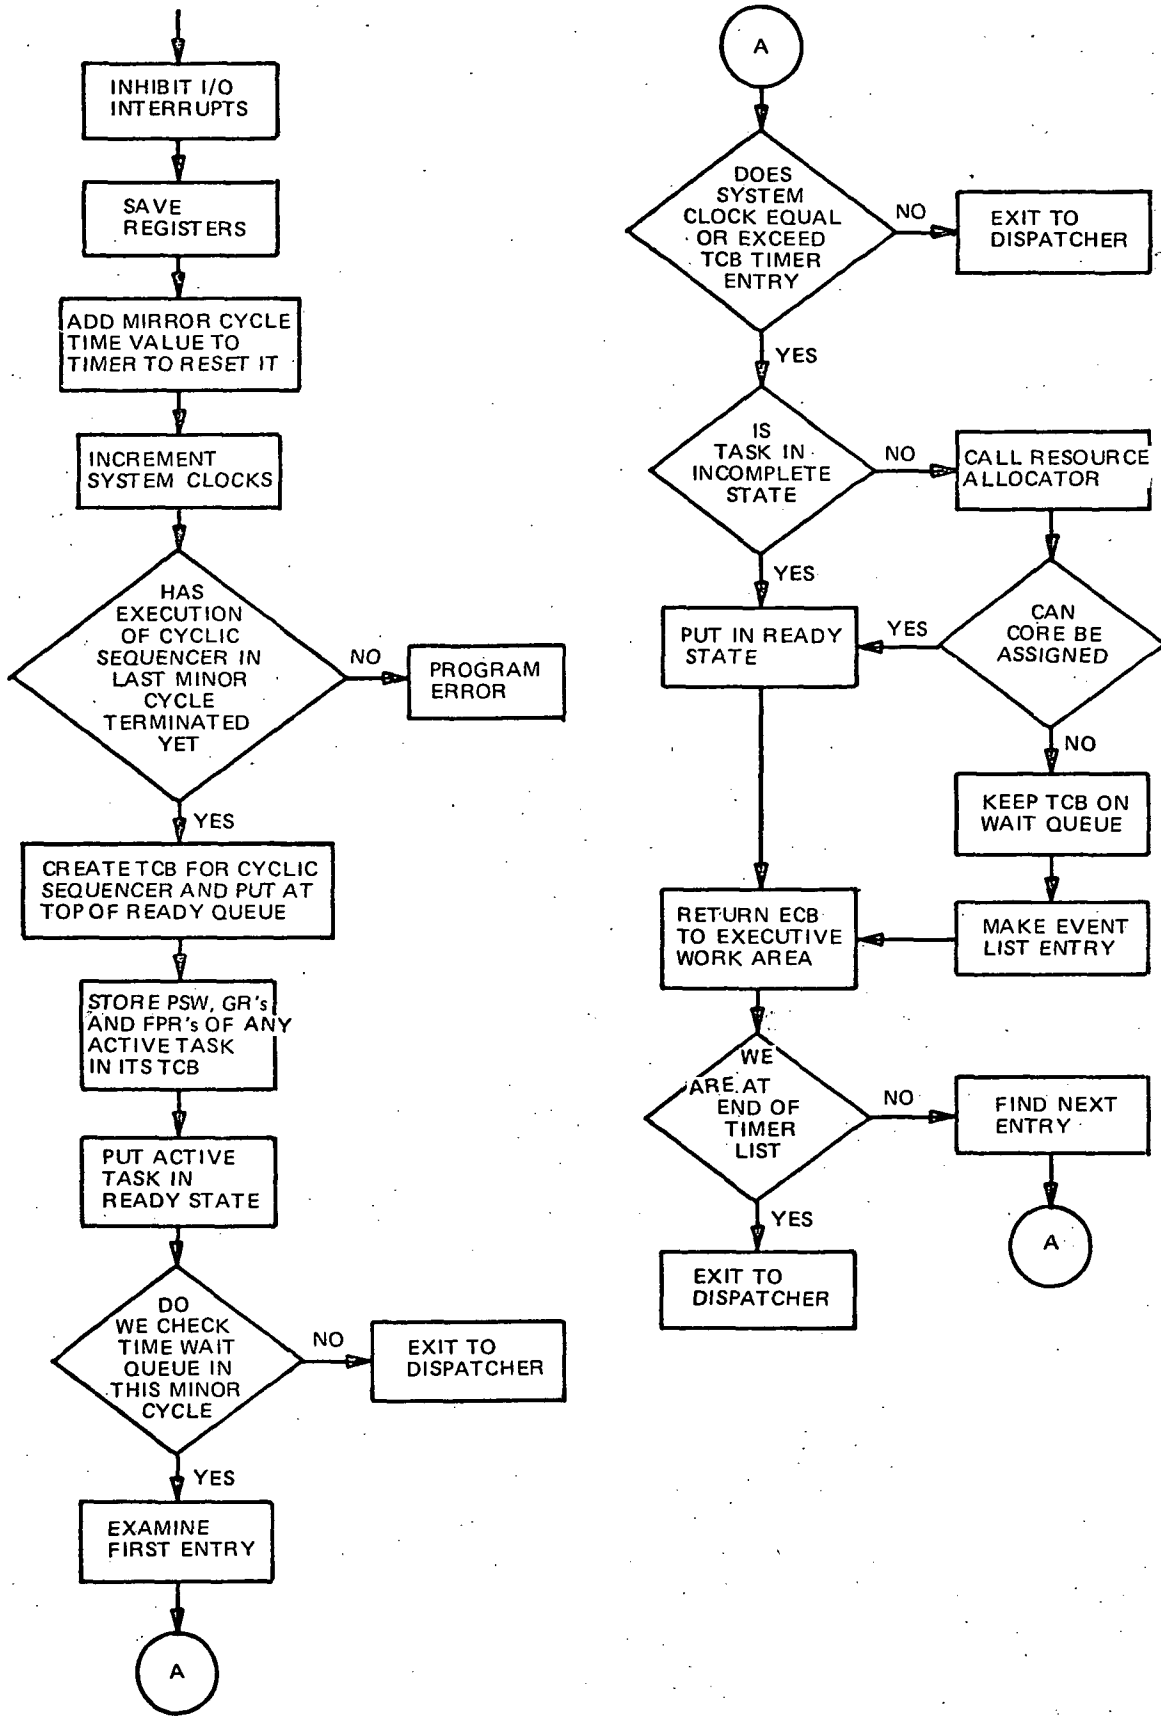 INHIBIT I/O
INTERRUPTS
SAVE
REGISTERS
ADD MIRROR CYCLE
TIME VALUE TO
TIMER TO RESET IT
INCREMENT
SYSTEM CLOCKS
HAS
EXECUTION
OF CYCLIC
SEQUENCER IN
LAST MINOR
CYCLE
TERMINATED
YET
NO
PROGRAM
ERROR
YES
CREATE TCB FOR CYCLIC
SEQUENCER AND PUT AT
TOP OF READY QUEUE
STORE PSW, GR's
AND FPR's OF ANY
ACTIVE TASK
IN ITS TCB
PUT ACTIVE
TASK IN
READY STATE
DO
WE CHECK
TIME WAIT
QUEUE IN
THIS MINOR
CYCLE
NO
EXIT TO
DISPATCHER
YES
EXAMINE
FIRST ENTRY
A
A
DOES
SYSTEM
CLOCK EQUAL
OR EXCEED
TCB TIMER
ENTRY
NO
EXIT TO
DISPATCHER
YES
IS
TASK IN
INCOMPLETE
STATE
NO
CALL RESOURCE
ALLOCATOR
YES
PUT IN READY
STATE
YES
CAN
CORE BE
ASSIGNED
NO
KEEP TCB ON
WAIT QUEUE
MAKE EVENT
LIST ENTRY
RETURN ECB
TO EXECUTIVE
WORK AREA
WE
ARE AT
END OF
TIMER
LIST
NO
FIND NEXT
ENTRY
A
YES
EXIT TO
DISPATCHER